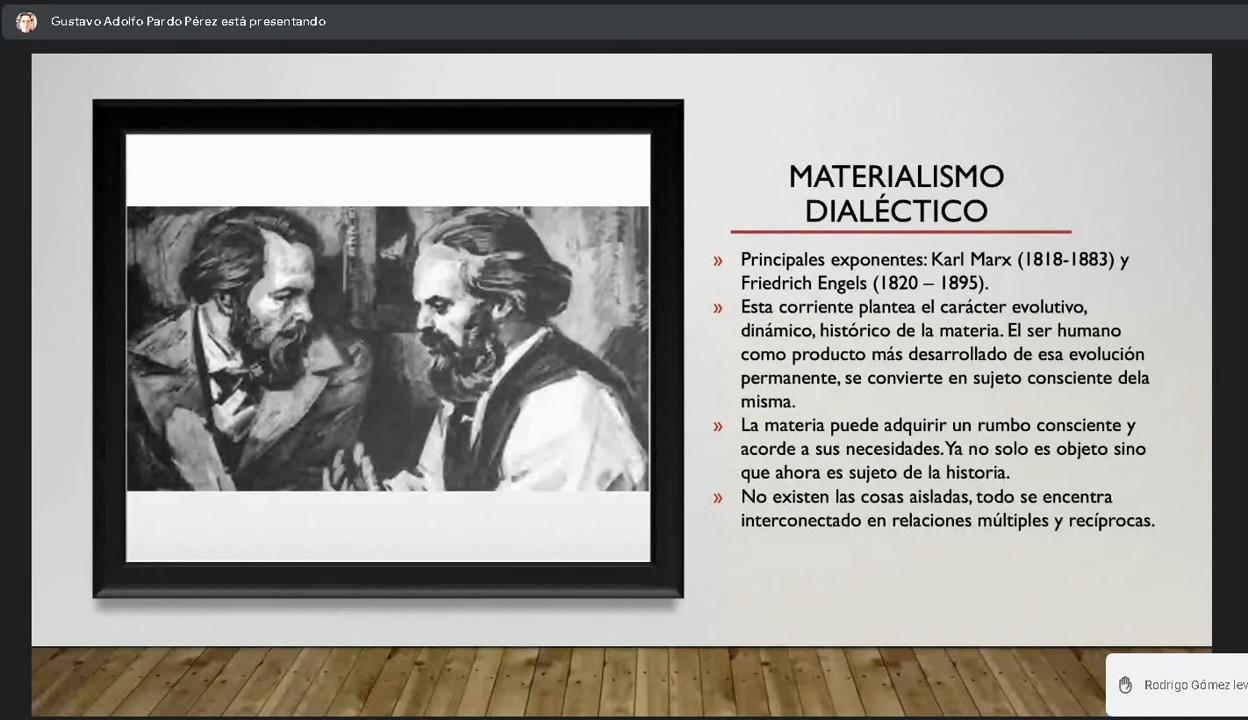 Gustavo Adolfo Pardo Pérez está presentando
MATERIALISMO
DIALÉCTICO
» Principales exponentes: Karl Marx (1818-1883) y
Friedrich Engels (1820 – 1895).
» Esta corriente plantea el carácter evolutivo,
dinámico, histórico de la materia. El ser humano
como producto más desarrollado de esa evolución
permanente, se convierte en sujeto consciente dela
misma.
» La materia puede adquirir un rumbo consciente y
acorde a sus necesidades. Ya no solo es objeto sino
que ahora es sujeto de la historia.
» No existen las cosas aisladas, todo se encentra
interconectado en relaciones múltiples y recíprocas.
Rodrigo Gómez lev